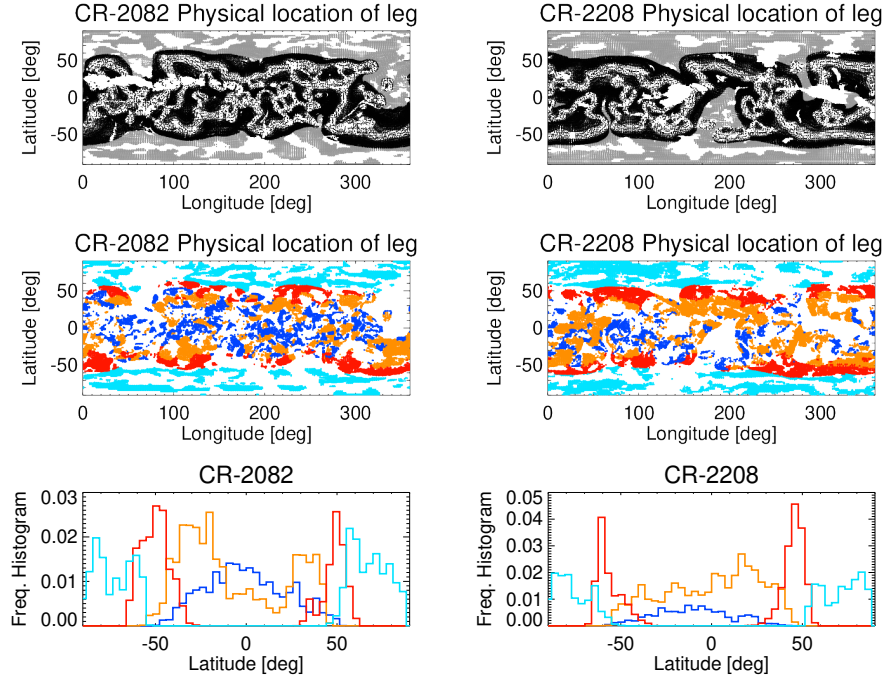 CR-2082 Physical location of leg
CR-2208 Physical location of leg
Latitude [deg]
50
0
-50
0
100
200
300
Longitude [deg]
Latitude [deg]
50
0
-50
0
100
200
300
Longitude [deg]
CR-2082 Physical location of leg
CR-2208 Physical location of leg
Latitude [deg]
50
0
-50
0
100
200
300
Longitude [deg]
Latitude [deg]
50
0
-50
0
100
200
300
Longitude [deg]
CR-2082
CR-2208
Freq. Histogram
0.03
0.02
0.01
0.00
-50
0
50
Latitude [deg]
Freq. Histogram
0.05
0.04
0.03
0.02
0.01
0.00
-50
0
50
Latitude [deg]